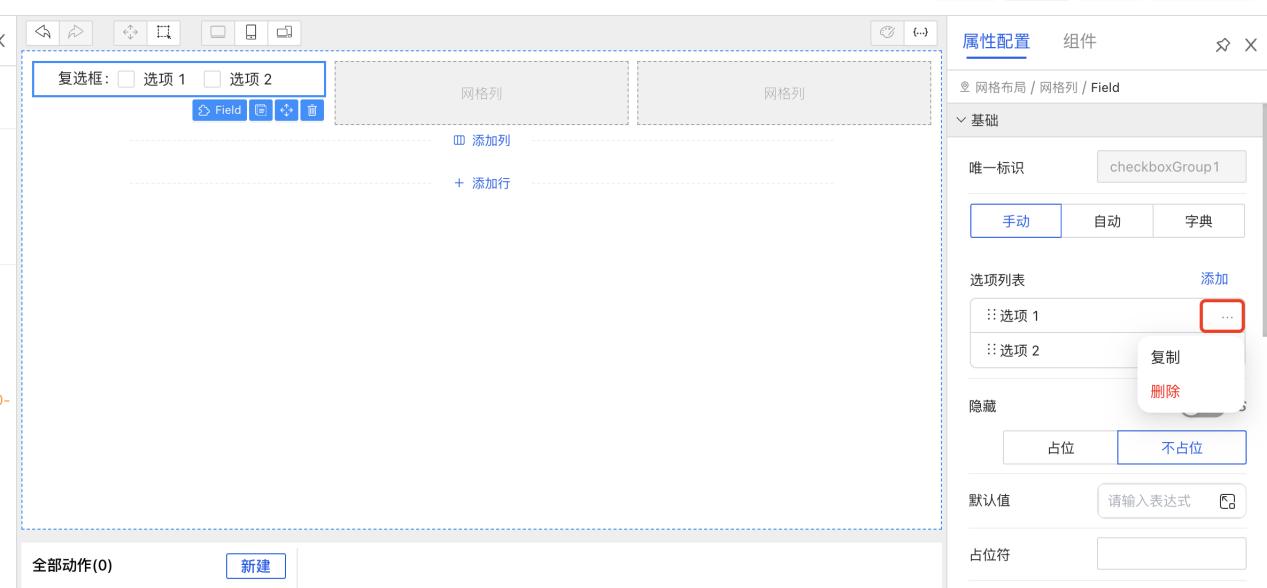 属性配置 组件
网格布局 / 网格列 / Field
复选框: 选项 1 选项 2
Field
网格列
网格列
添加列
添加行
基础
唯一标识 checkboxGroup1
手动 自动 字典
选项列表 添加
选项 1 ...
选项 2
复制
删除
隐藏
占位 不占位
默认值 请输入表达式
占位符
全部动作(0) 新建